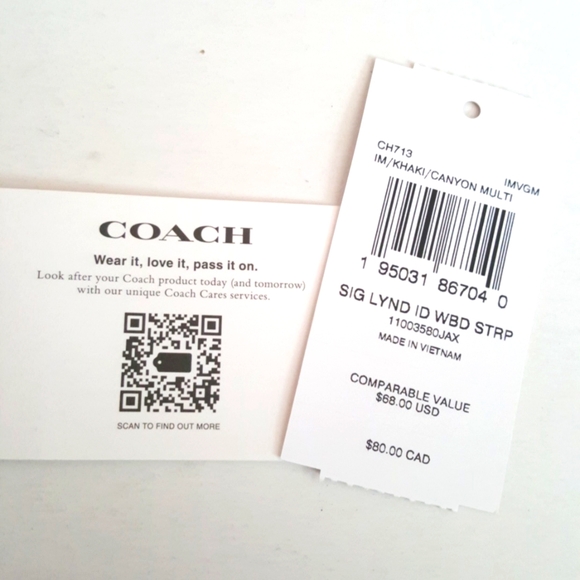 COACH
Wear it, love it, pass it on.
Look after your Coach product today (and tomorrow)
with our unique Coach Cares services.
SCAN TO FIND OUT MORE
CH713
IM/KHAKI/CANYON MULTI
IMVGM
1 95031 86704 0
SIG LYND ID WBD STRP
11003580JAX
MADE IN VIETNAM
COMPARABLE VALUE
$68.00 USD
$80.00 CAD